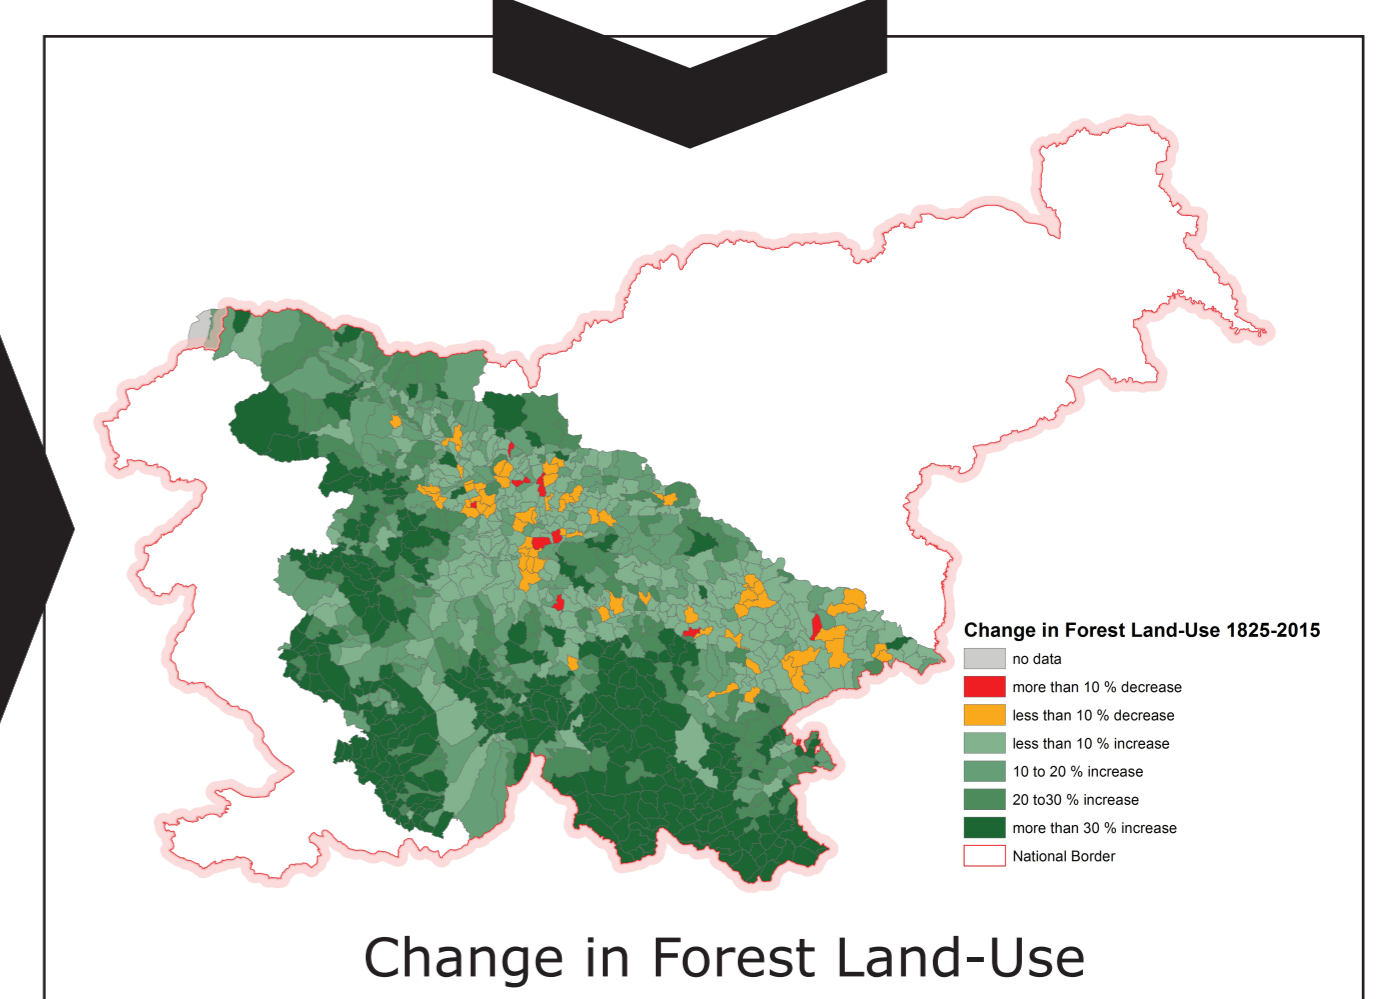 Change in Forest Land-Use 1825-2015
no data
more than 10 % decrease
less than 10 % decrease
less than 10 % increase
10 to 20 % increase
20 to30 % increase
more than 30 % increase
National Border
Change in Forest Land-Use